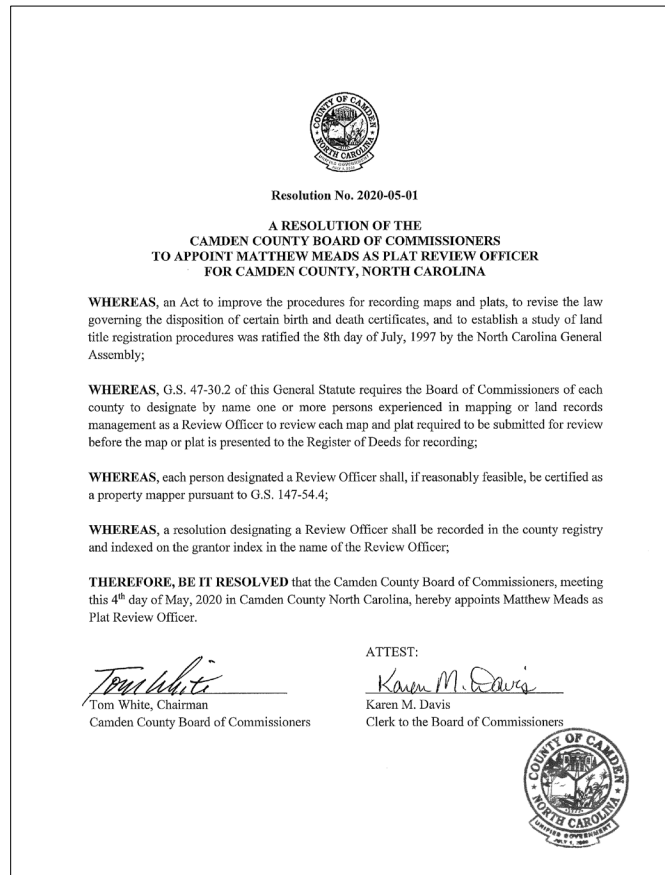 COUNTY OF CAMDEN
NORTH CAROLINA
UNIFIED GOVERNMENT
Resolution No. 2020-05-01
A RESOLUTION OF THE
CAMDEN COUNTY BOARD OF COMMISSIONERS
TO APPOINT MATTHEW MEADS AS PLAT REVIEW OFFICER
FOR CAMDEN COUNTY, NORTH CAROLINA
WHEREAS, an Act to improve the procedures for recording maps and plats, to revise the law
governing the disposition of certain birth and death certificates, and to establish a study of land
title registration procedures was ratified the 8th day of July, 1997 by the North Carolina General
Assembly;
WHEREAS, G.S. 47-30.2 of this General Statute requires the Board of Commissioners of each
county to designate by name one or more persons experienced in mapping or land records
management as a Review Officer to review each map and plat required to be submitted for review
before the map or plat is presented to the Register of Deeds for recording;
WHEREAS, each person designated a Review Officer shall, if reasonably feasible, be certified as
a property mapper pursuant to G.S. 147-54.4;
WHEREAS, a resolution designating a Review Officer shall be recorded in the county registry
and indexed on the grantor index in the name of the Review Officer;
THEREFORE, BE IT RESOLVED that the Camden County Board of Commissioners, meeting
this 4th day of May, 2020 in Camden County North Carolina, hereby appoints Matthew Meads as
Plat Review Officer.
Tom White
Tom White, Chairman
Camden County Board of Commissioners
ATTEST:
Karen M. Davis
Karen M. Davis
Clerk to the Board of Commissioners
COUNTY OF CAMDEN
NORTH CAROLINA
UNIFIED GOVERNMENT